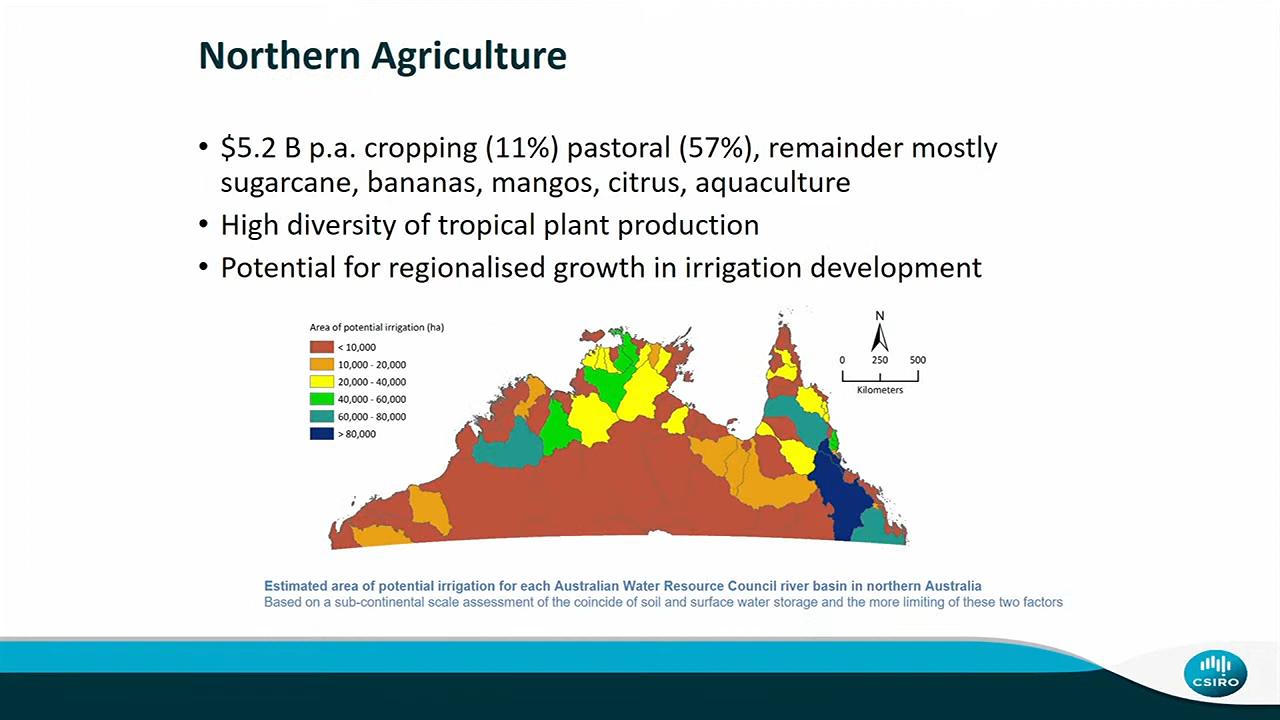 Northern Agriculture
• $5.2 B p.a. cropping (11%) pastoral (57%), remainder mostly
sugarcane, bananas, mangos, citrus, aquaculture
• High diversity of tropical plant production
• Potential for regionalised growth in irrigation development
Area of potential irrigation (ha)
< 10,000
10,000 - 20,000
20,000 - 40,000
40,000 - 60,000
60,000 - 80,000
> 80,000
N
0 250 500
Kilometers
Estimated area of potential irrigation for each Australian Water Resource Council river basin in northern Australia
Based on a sub-continental scale assessment of the coincide of soil and surface water storage and the more limiting of these two factors
CSIRO